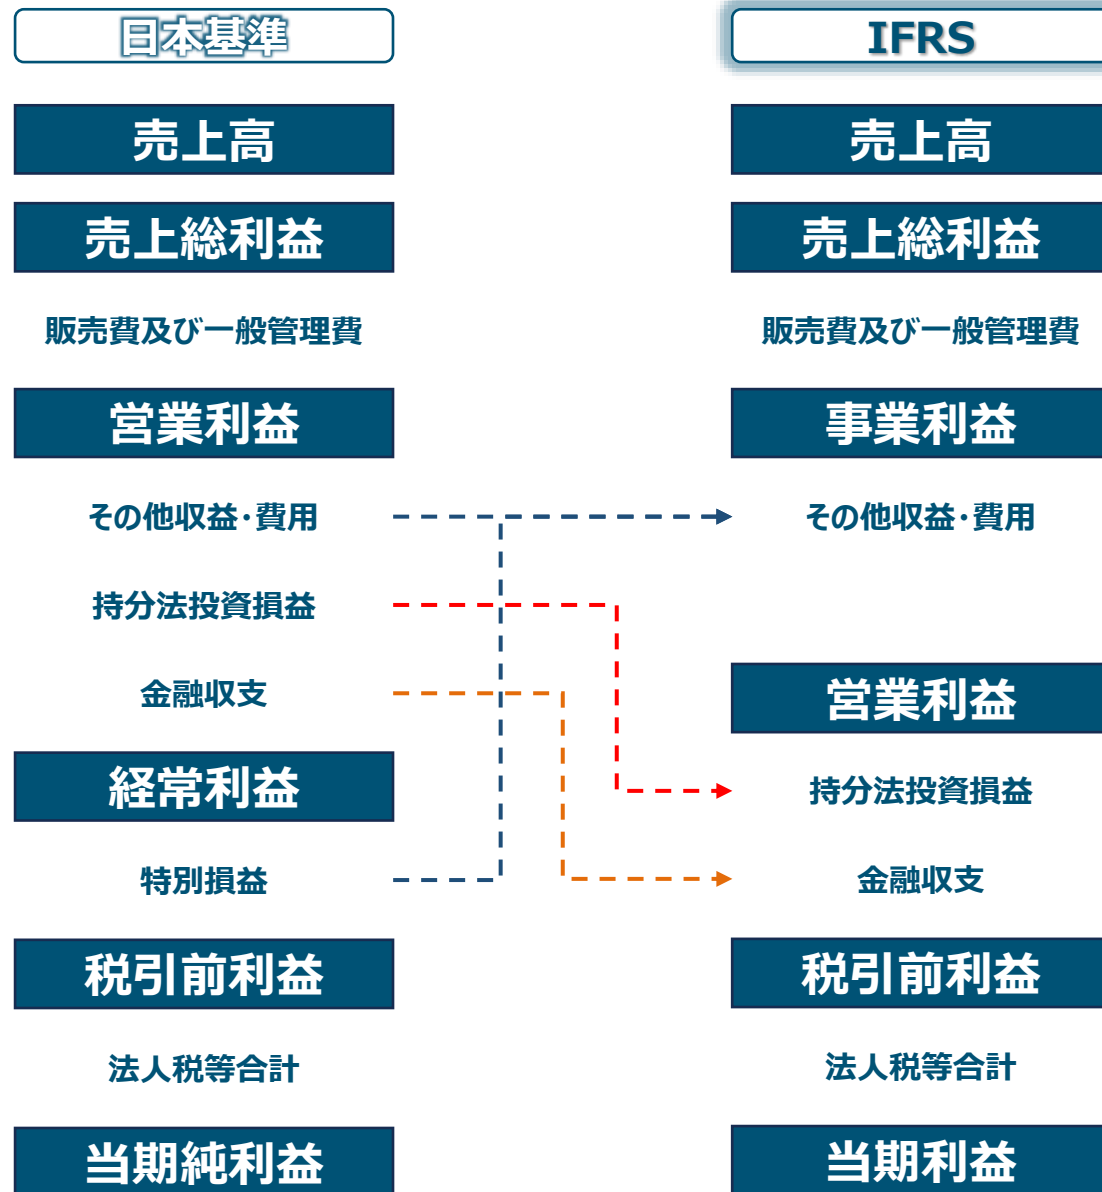 日本基準
売上高
売上総利益
販売費及び一般管理費
営業利益
その他収益・費用
持分法投資損益
金融収支
経常利益
特別損益
税引前利益
法人税等合計
当期純利益
IFRS
売上高
売上総利益
販売費及び一般管理費
事業利益
その他収益・費用
営業利益
持分法投資損益
金融収支
税引前利益
法人税等合計
当期利益